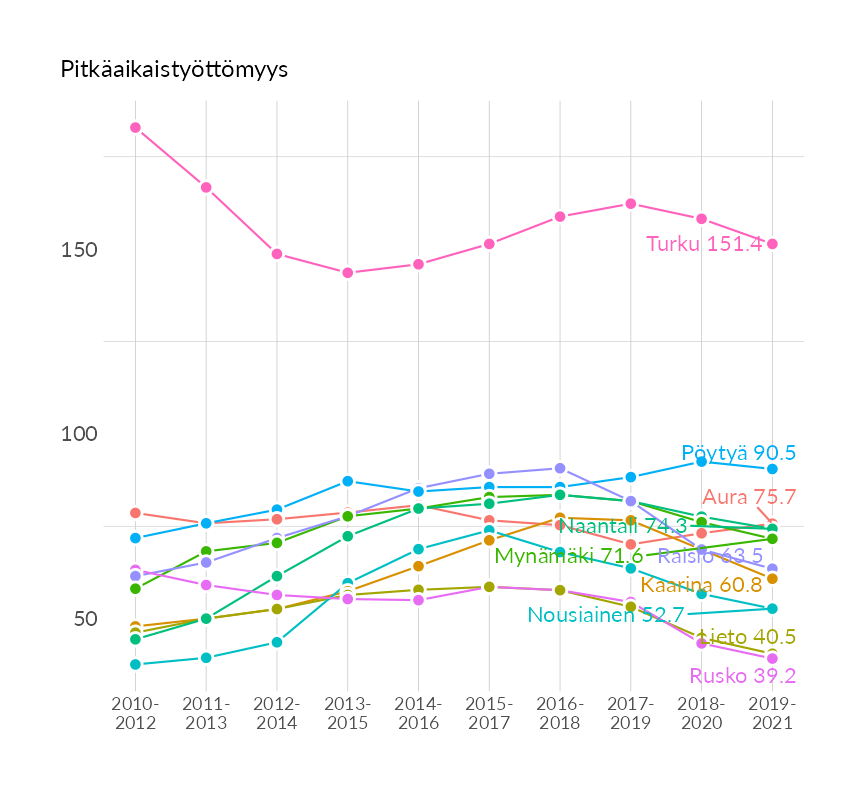 Pitkäaikaistyöttömyys
150
100
50
Turku 151.4
Pöytyä 90.5
Aura 75.7
Naantali 74.3
Mynämäki 71.6
Raisio 63.5
Kaarina 60.8
Nousiainen 52.7
Lieto 40.5
Rusko 39.2
2010- 2011- 2012- 2013- 2014- 2015- 2016- 2017- 2018- 2019-
2012 2013 2014 2015 2016 2017 2018 2019 2020 2021